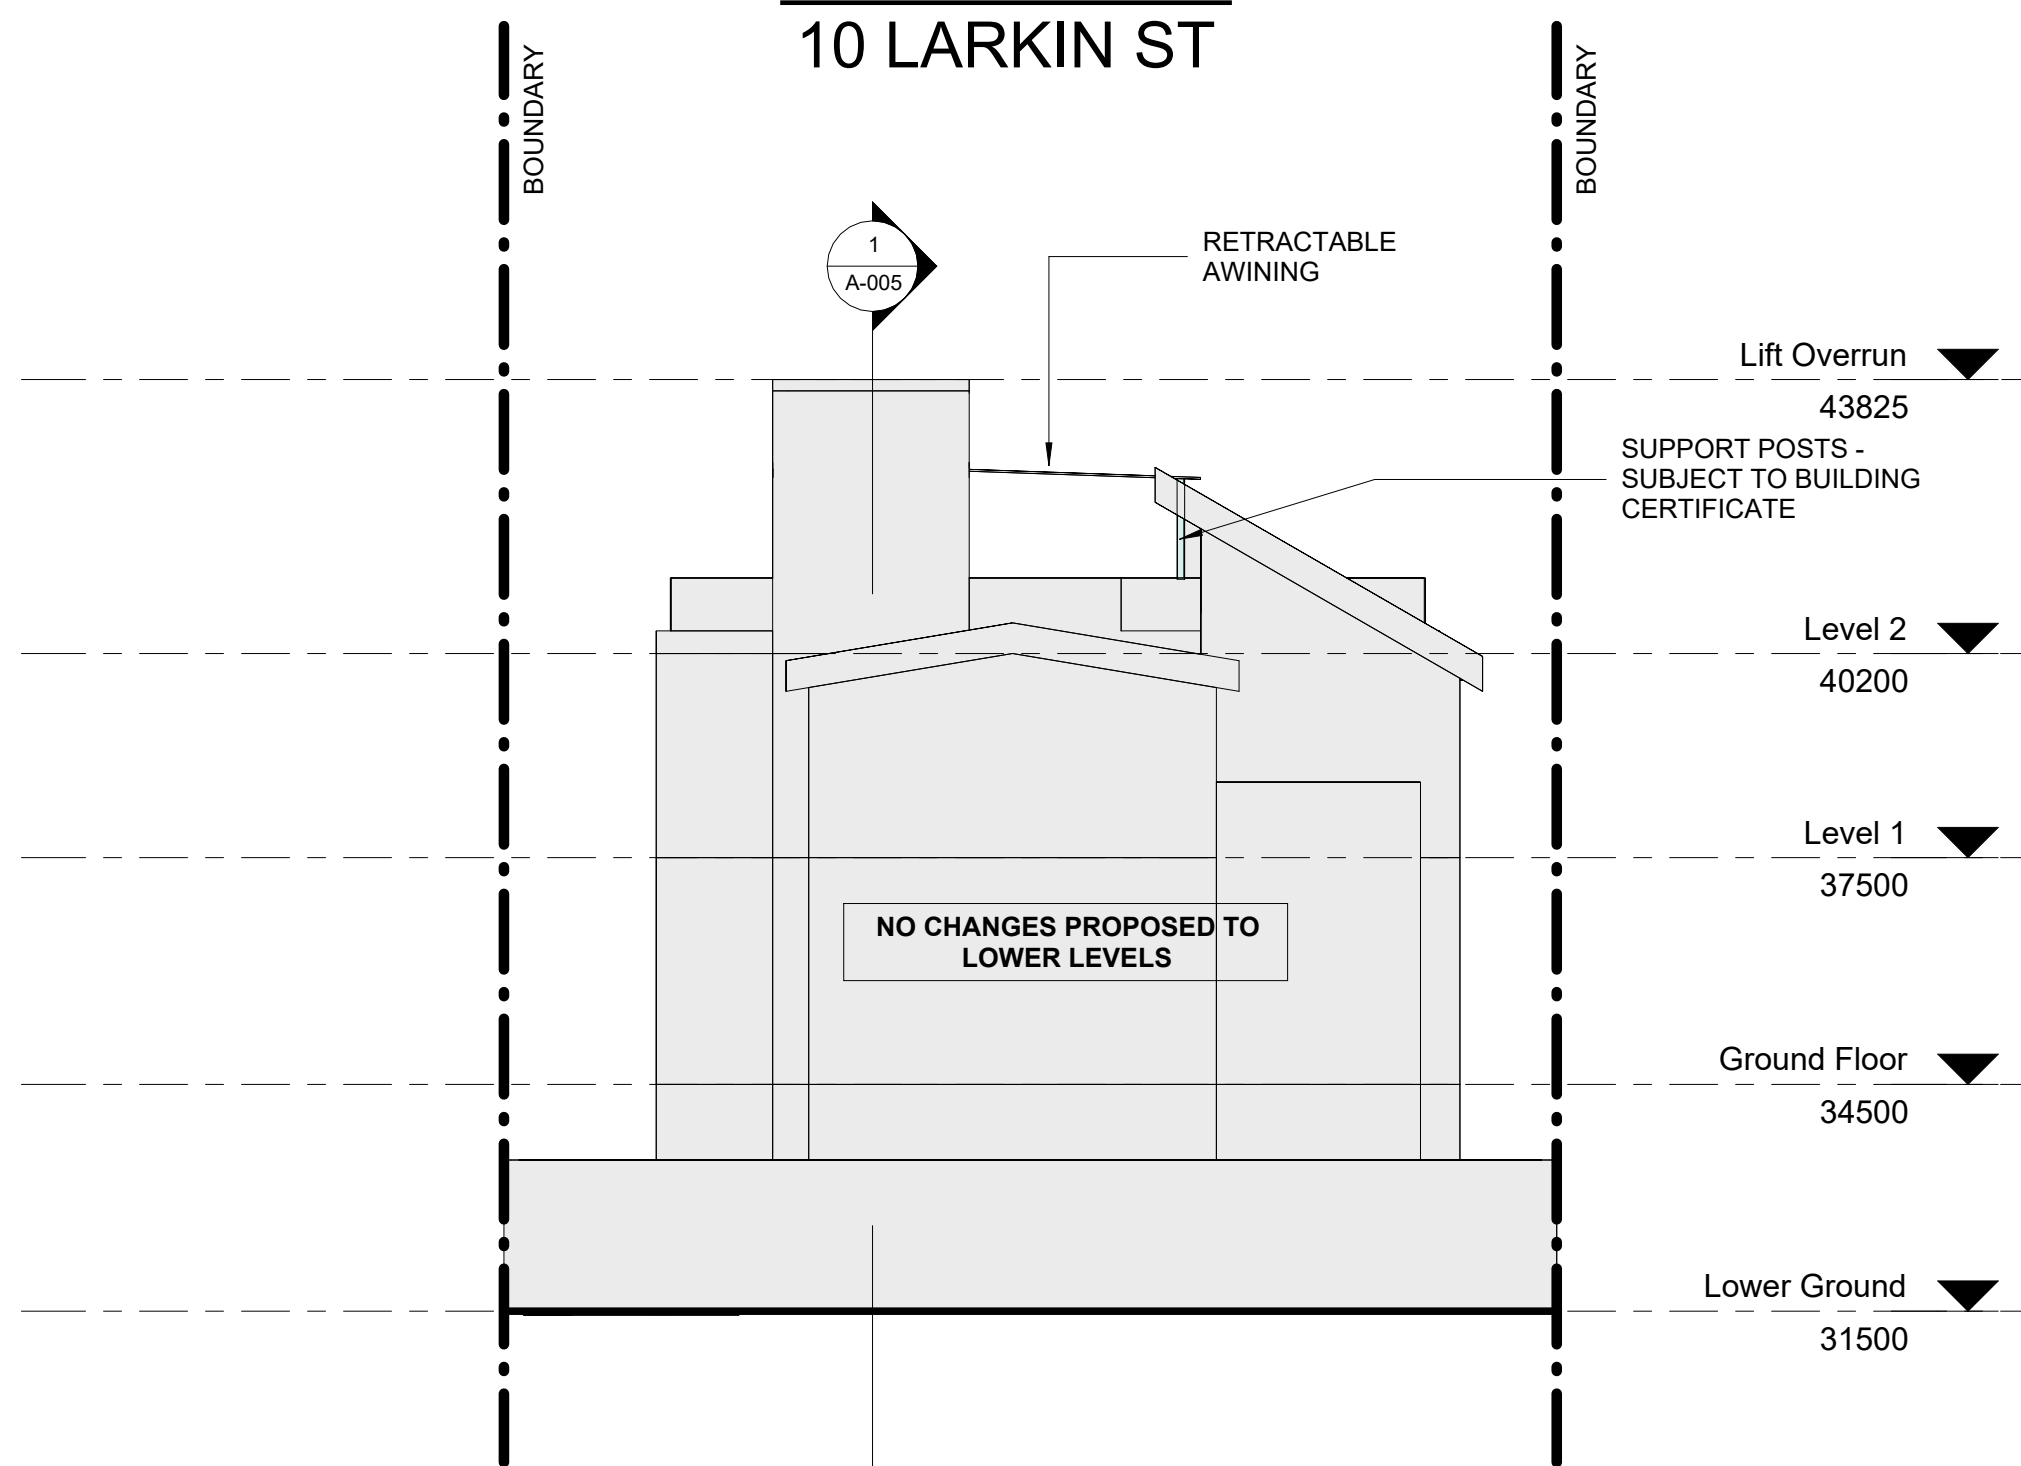 10 LARKIN ST
BOUNDARY
BOUNDARY
1
A-005
RETRACTABLE
AWINING
Lift Overrun
43825
SUPPORT POSTS -
SUBJECT TO BUILDING
CERTIFICATE
Level 2
40200
Level 1
37500
NO CHANGES PROPOSED TO
LOWER LEVELS
Ground Floor
34500
Lower Ground
31500